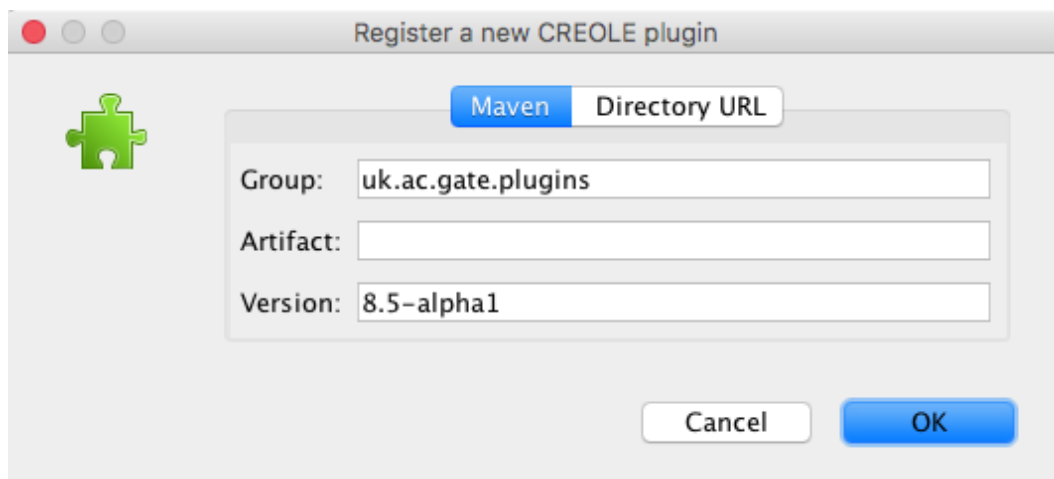 Register a new CREOLE plugin
Maven Directory URL
Group: uk.ac.gate.plugins
Artifact:
Version: 8.5-alpha1
Cancel OK